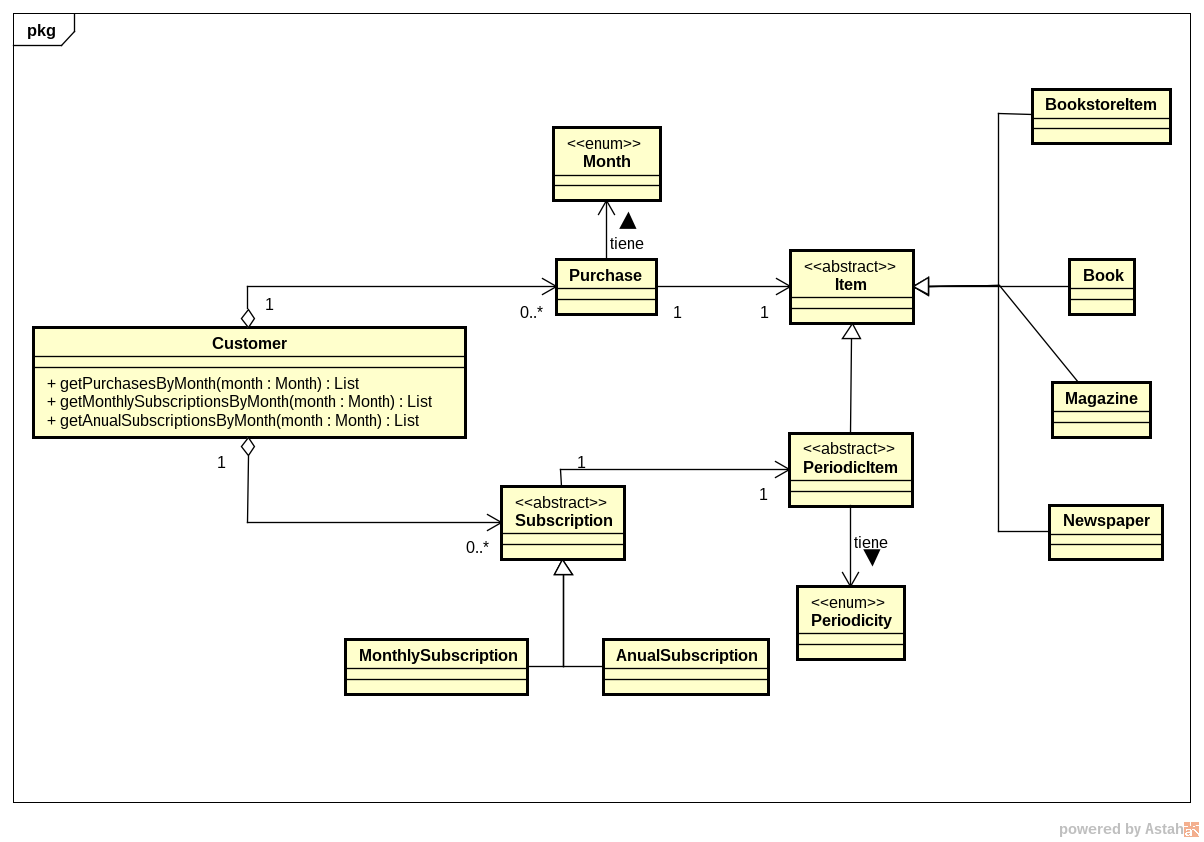 pkg
BookstoreItem
<<enum>>
Month
tiene
Purchase
<<abstract>>
Item
Book
1
0..*
1
1
Customer
+ getPurchasesByMonth(month : Month) : List
+ getMonthlySubscriptionsByMonth(month : Month) : List
+ getAnualSubscriptionsByMonth(month : Month) : List
Magazine
<<abstract>>
PeriodicItem
1
1
1
<<abstract>>
Subscription
0..*
Newspaper
tiene
<<enum>>
Periodicity
MonthlySubscription
AnualSubscription
powered by Astah